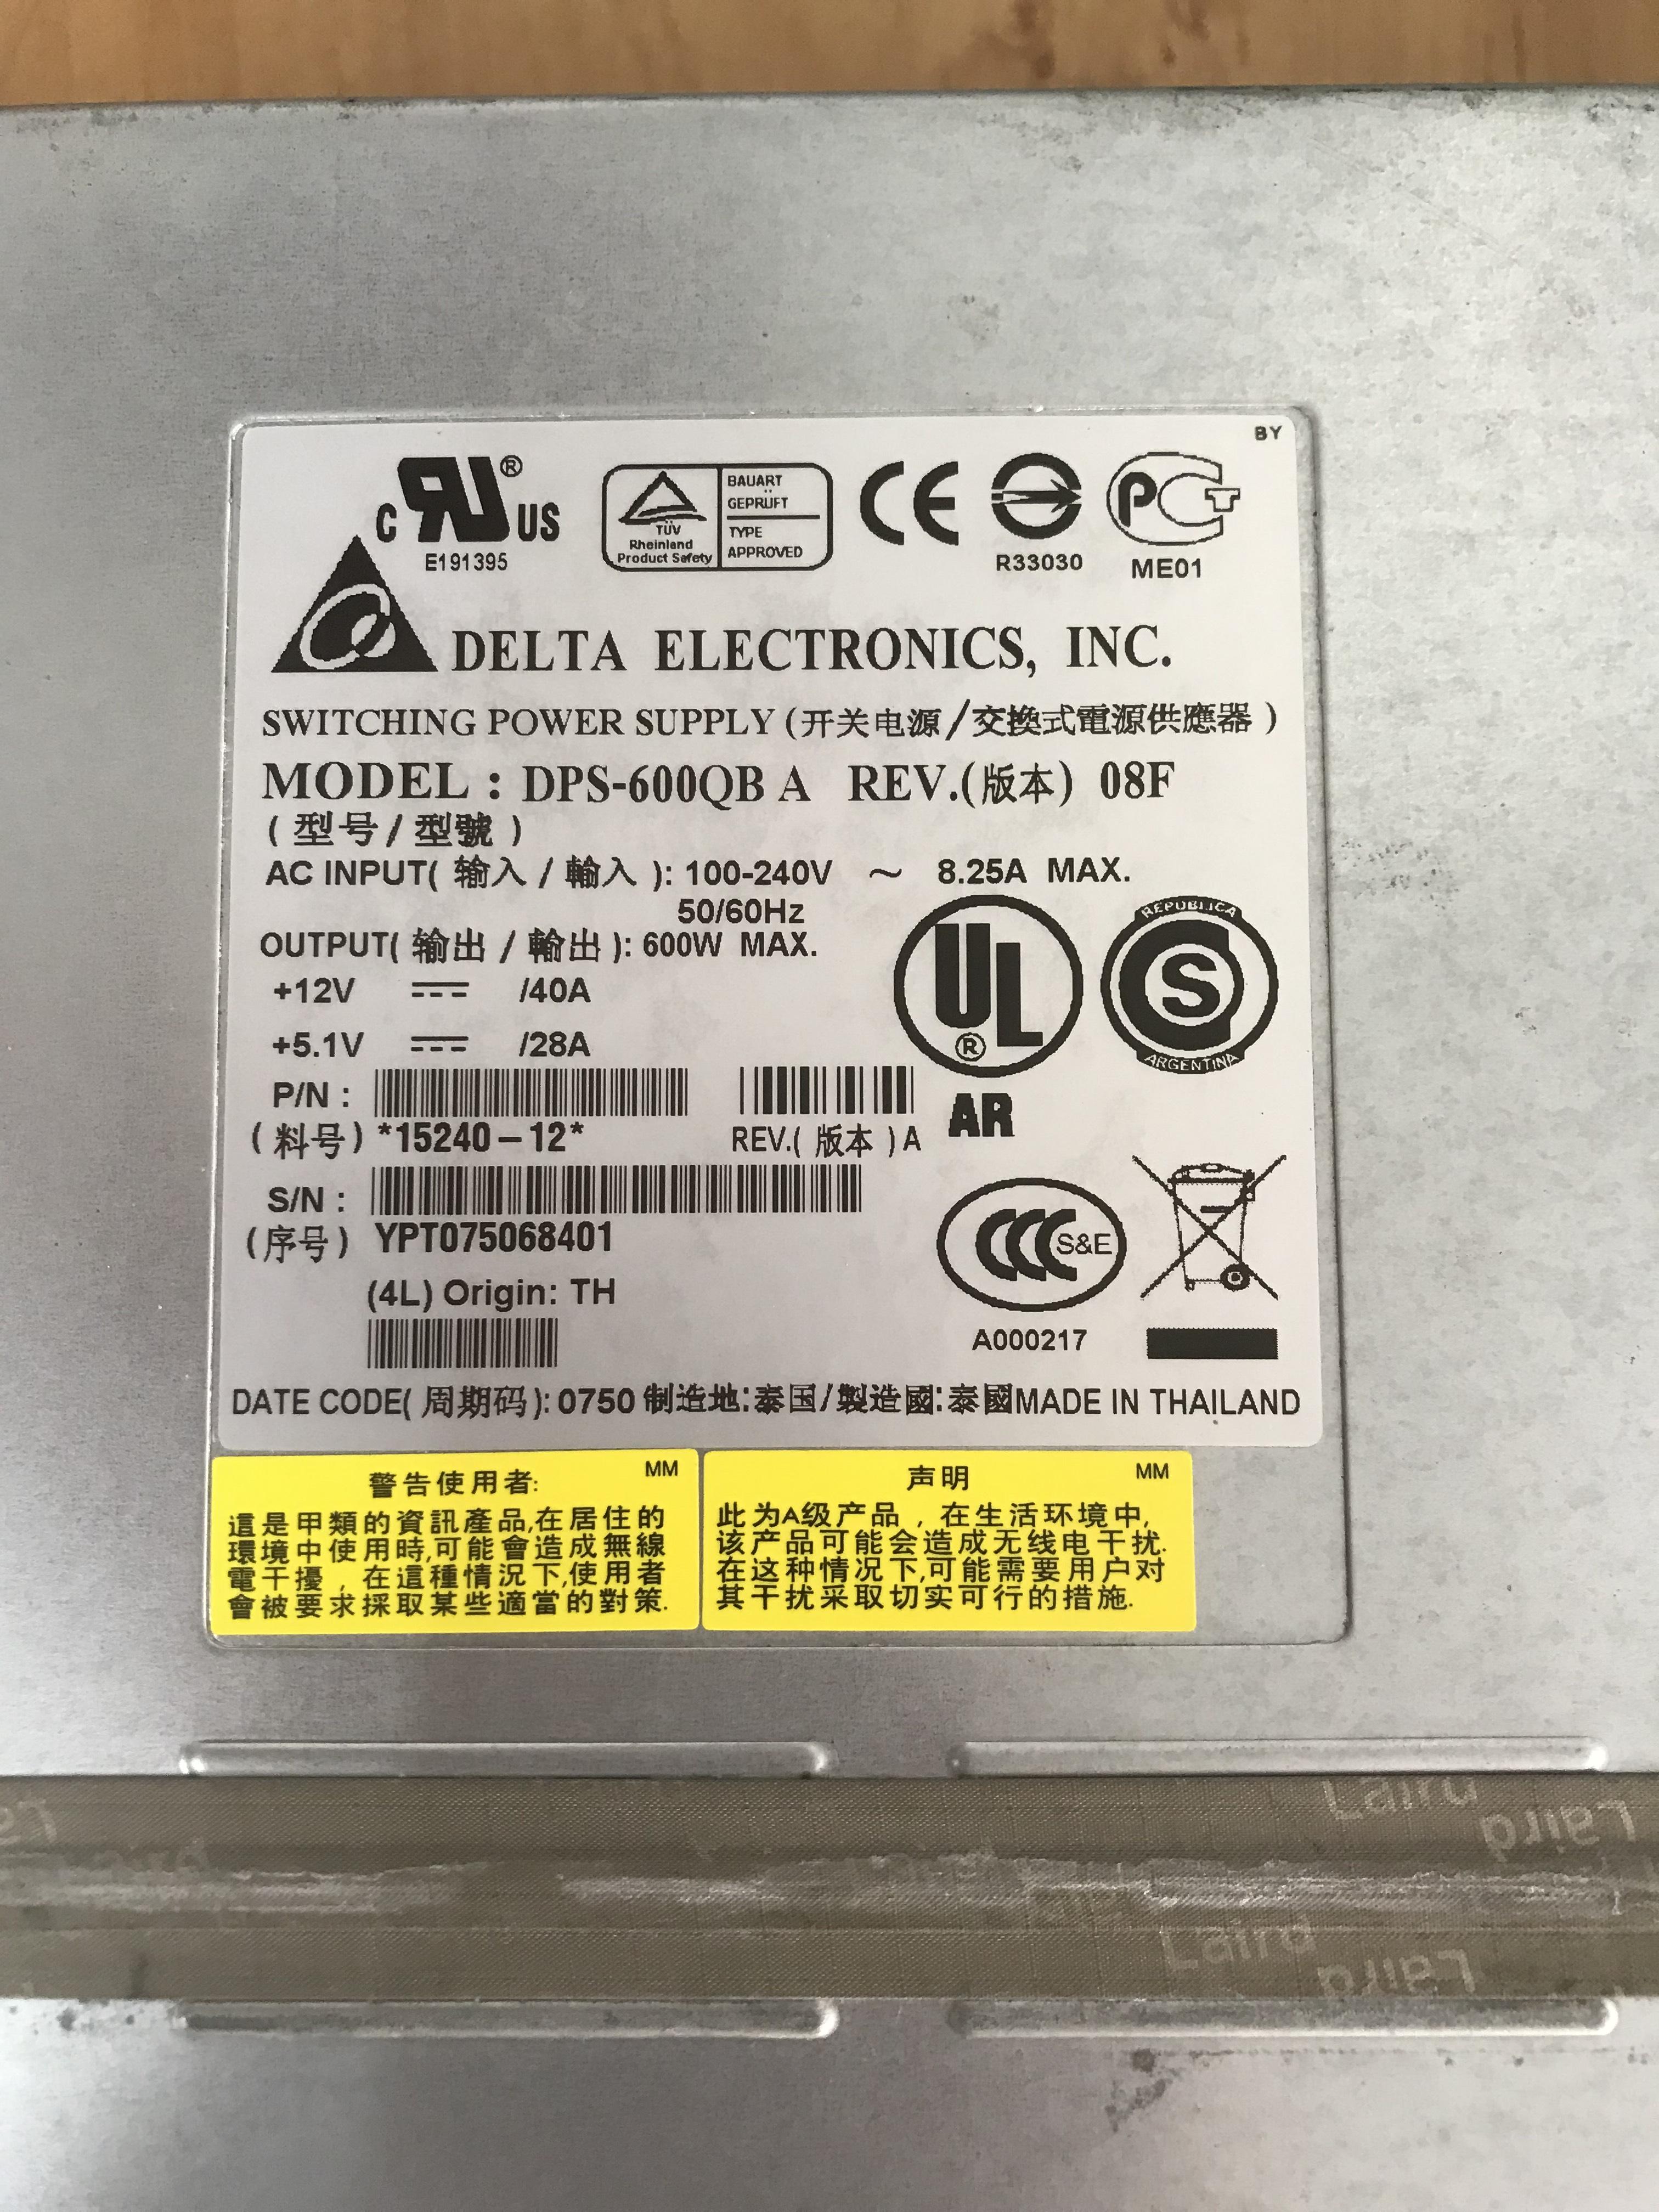 BY
C RU ® US
E191395
TÜV
Rheinland
Product Safety
BAUART
GEPRÜFT
TYPE
APPROVED
CE
R33030
PCT
ME01
DELTA ELECTRONICS, INC.
SWITCHING POWER SUPPLY (开关电源/交換式電源供應器)
MODEL : DPS-600QB A REV.(版本) 08F
(型号/型號)
AC INPUT(输入/輸入): 100-240V ~ 8.25A MAX.
50/60Hz
OUTPUT(输出/輸出): 600W MAX.
+12V ⎓ /40A
+5.1V ⎓ /28A
UL ®
AR
REPUBLICA
S
ARGENTINA
P/N :
(料号) *15240-12* REV.(版本) A
S/N :
(序号) YPT075068401
(4L) Origin: TH
CCC S&E
A000217
DATE CODE(周期码): 0750 制造地:泰国/製造國:泰國 MADE IN THAILAND
警告使用者: MM
這是甲類的資訊產品,在居住的
環境中使用時,可能會造成無線
電干擾，在這種情況下,使用者
會被要求採取某些適當的對策.
声明 MM
此为A级产品，在生活环境中,
该产品可能会造成无线电干扰.
在这种情况下,可能需要用户对
其干扰采取切实可行的措施.
Laird
Laird
Laird
Laird